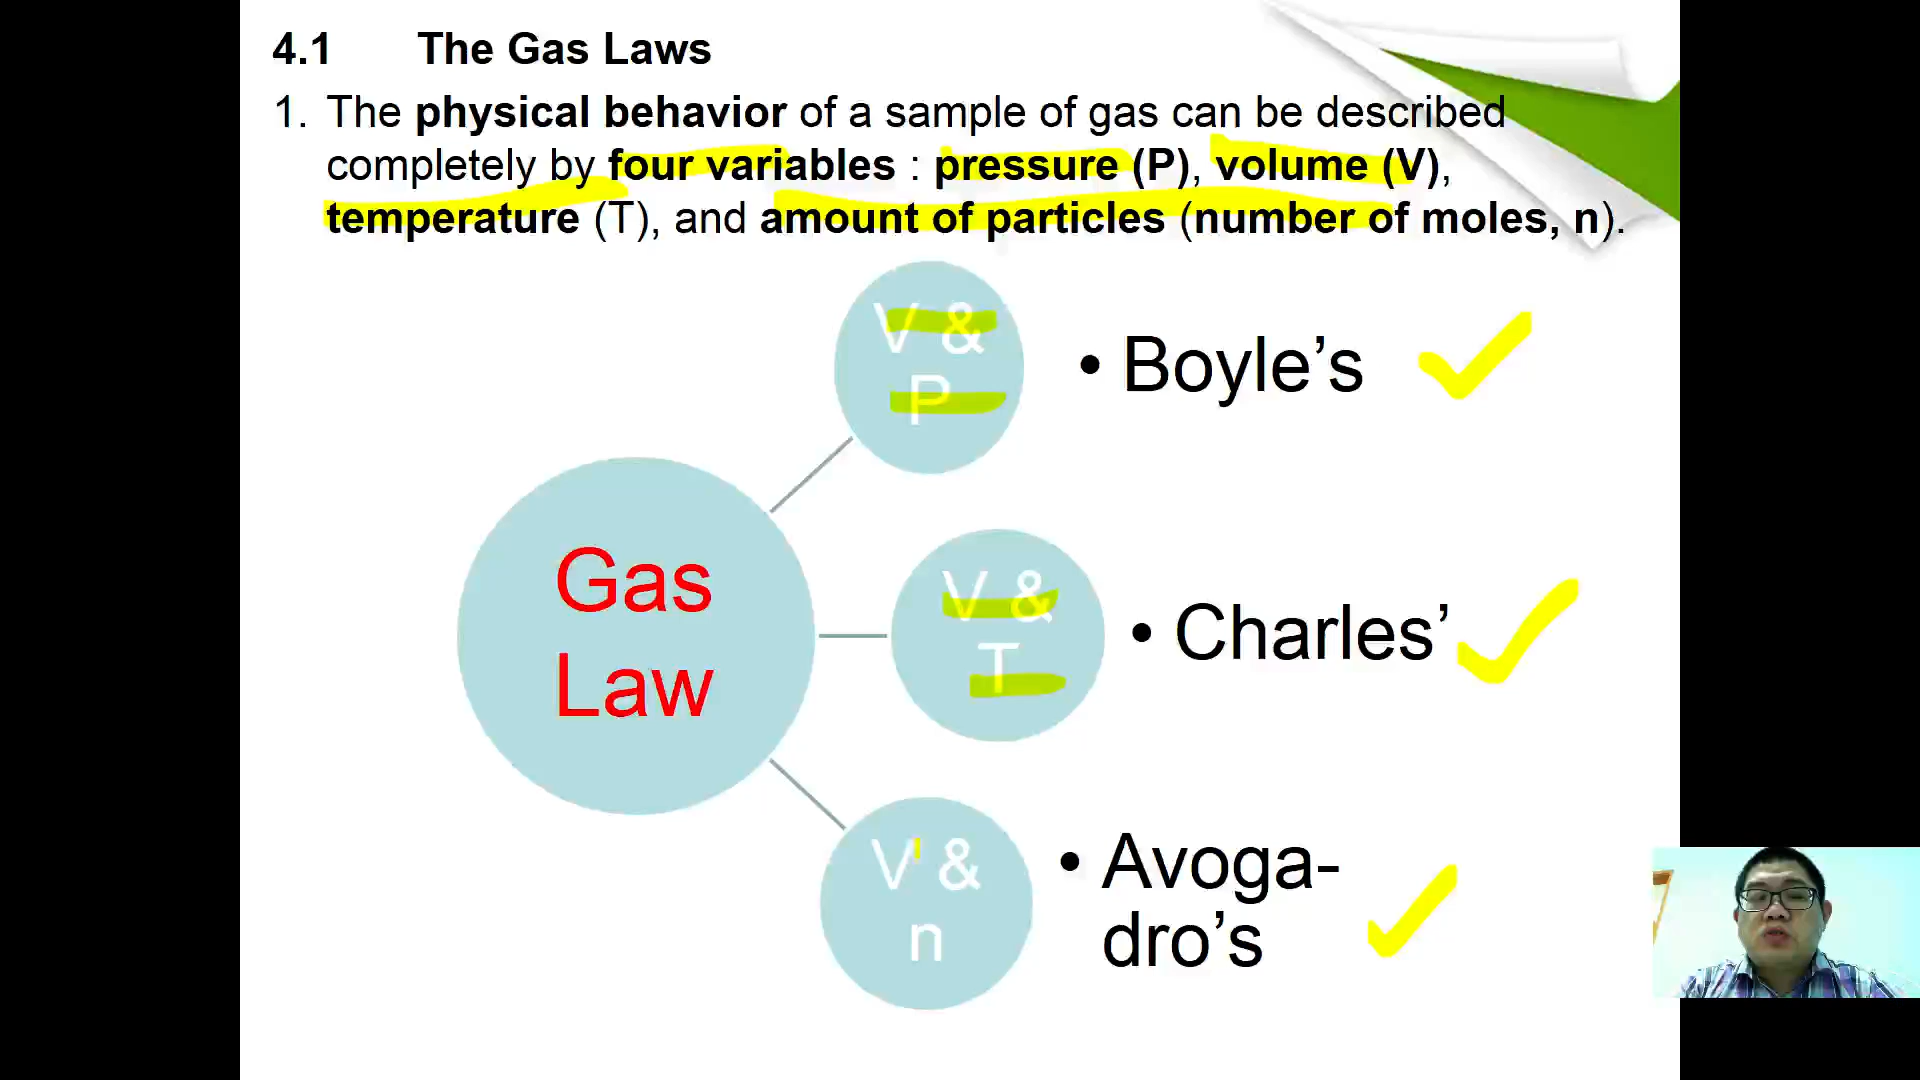 4.1 The Gas Laws
1. The physical behavior of a sample of gas can be described
completely by four variables : pressure (P), volume (V),
temperature (T), and amount of particles (number of moles, n).
V &
P
• Boyle’s
Gas
Law
V &
T
• Charles’
V &
n
• Avoga-
dro’s